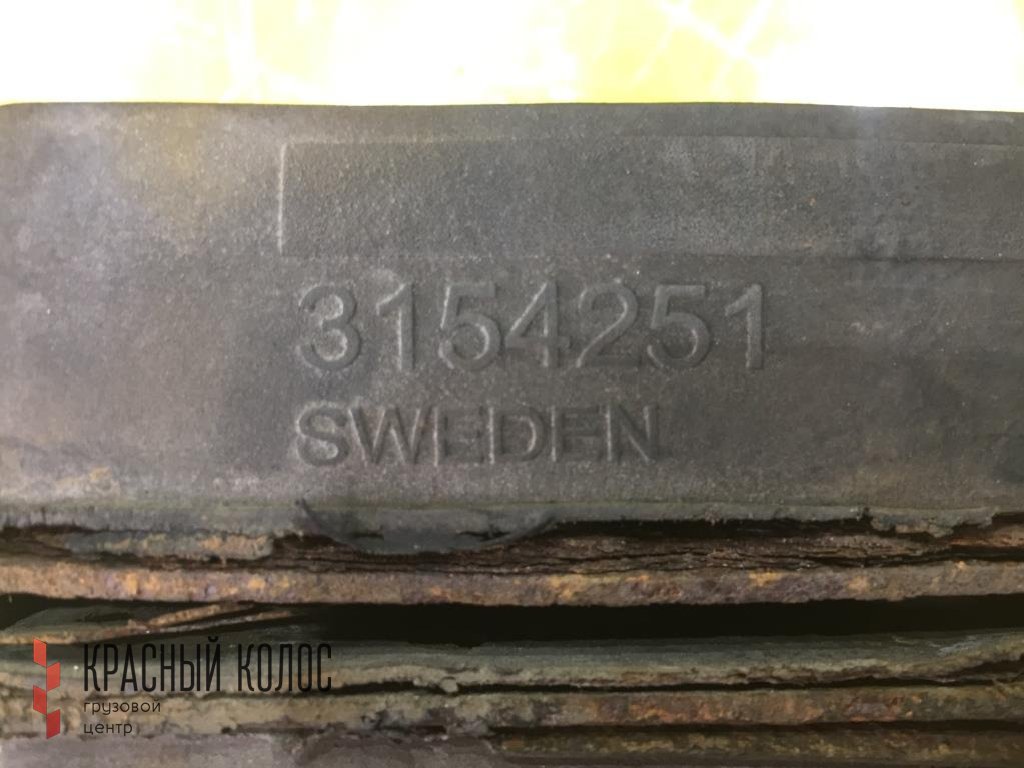 3154251
SWEDEN
КРАСНЫЙ КОЛОС
грузовой
центр